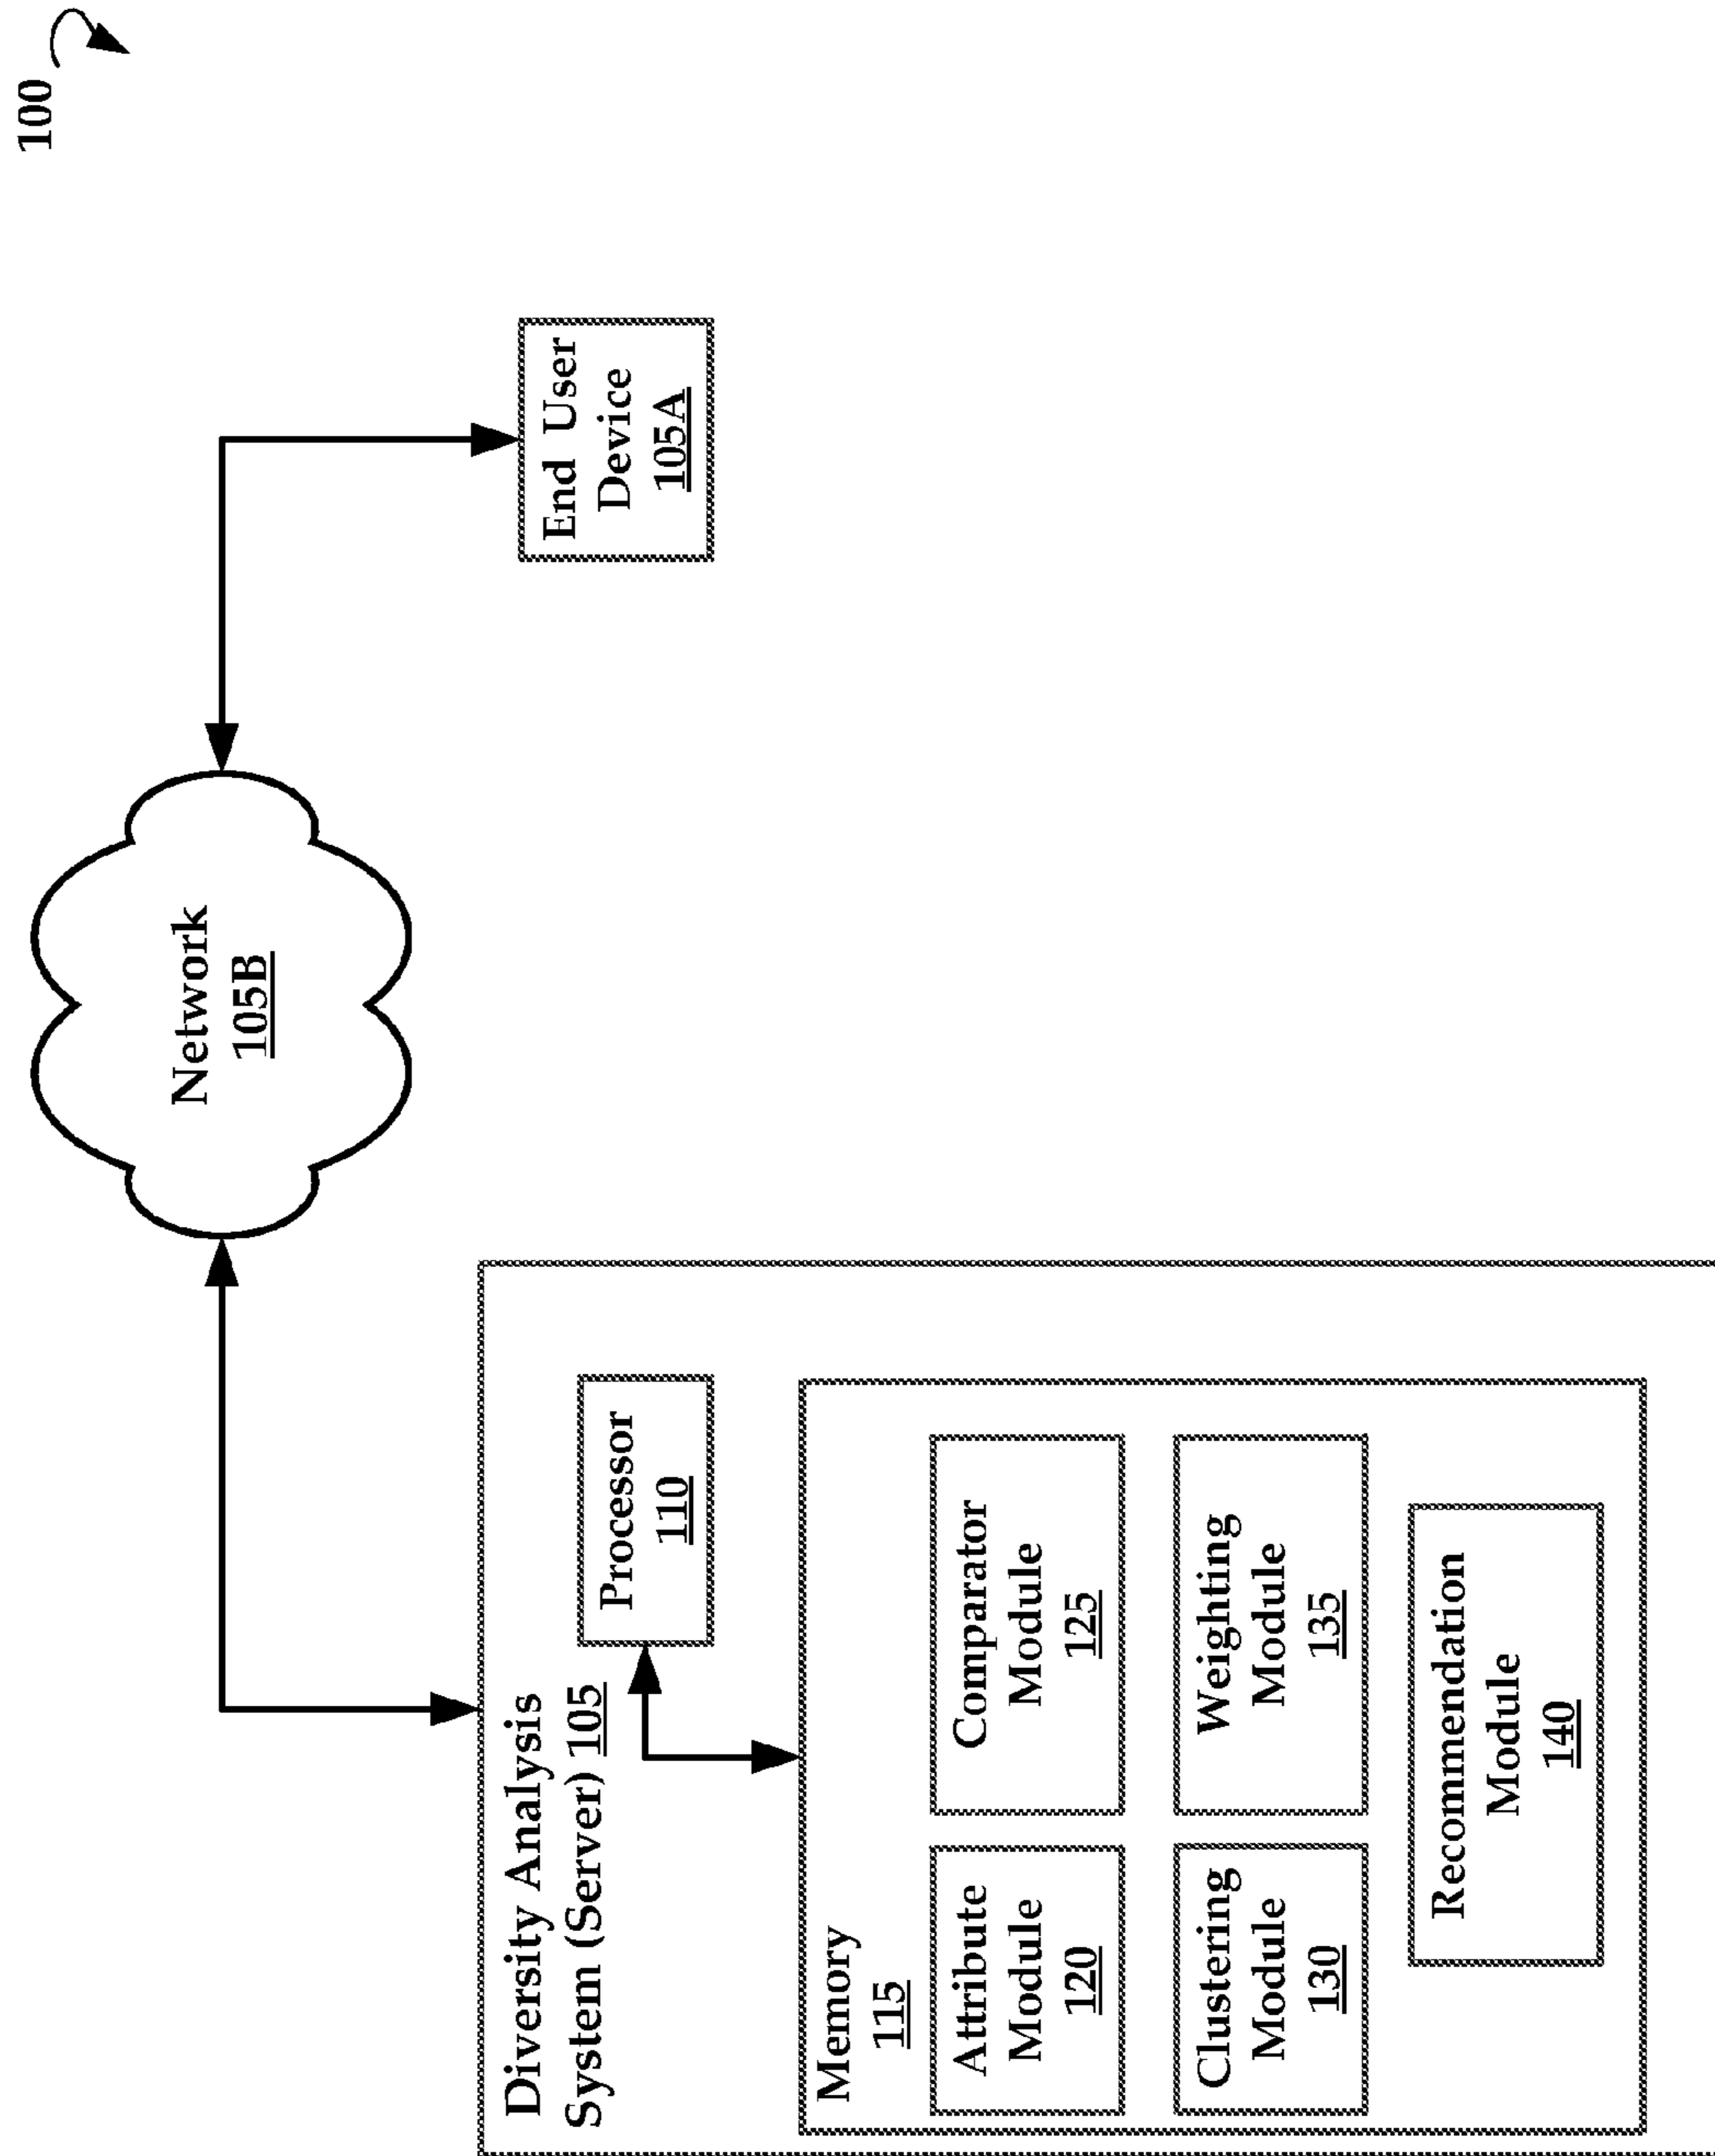 100
Network
105B
End User
Device
105A
Diversity Analysis
System (Server) 105
Processor
110
Memory
115
Attribute
Module
120
Comparator
Module
125
Clustering
Module
130
Weighting
Module
135
Recommendation
Module
140